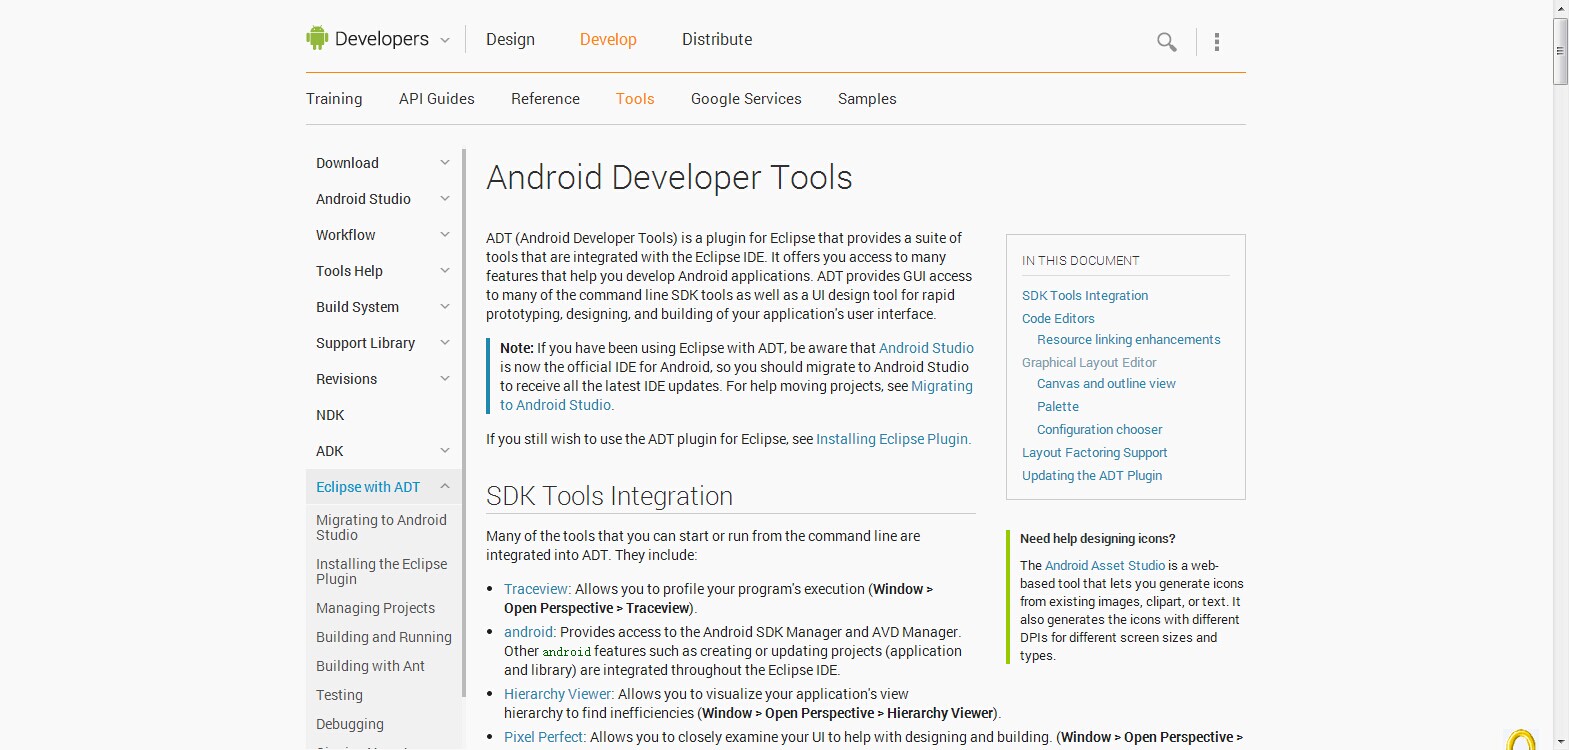 Developers Design Develop Distribute
Training API Guides Reference Tools Google Services Samples
Download
Android Studio
Workflow
Tools Help
Build System
Support Library
Revisions
NDK
ADK
Eclipse with ADT
Migrating to Android
Studio
Installing the Eclipse
Plugin
Managing Projects
Building and Running
Building with Ant
Testing
Debugging
Android Developer Tools
ADT (Android Developer Tools) is a plugin for Eclipse that provides a suite of
tools that are integrated with the Eclipse IDE. It offers you access to many
features that help you develop Android applications. ADT provides GUI access
to many of the command line SDK tools as well as a UI design tool for rapid
prototyping, designing, and building of your application's user interface.
Note: If you have been using Eclipse with ADT, be aware that Android Studio
is now the official IDE for Android, so you should migrate to Android Studio
to receive all the latest IDE updates. For help moving projects, see Migrating
to Android Studio.
If you still wish to use the ADT plugin for Eclipse, see Installing Eclipse Plugin.
SDK Tools Integration
Many of the tools that you can start or run from the command line are
integrated into ADT. They include:
• Traceview: Allows you to profile your program's execution (Window >
Open Perspective > Traceview).
• android: Provides access to the Android SDK Manager and AVD Manager.
Other android features such as creating or updating projects (application
and library) are integrated throughout the Eclipse IDE.
• Hierarchy Viewer: Allows you to visualize your application's view
hierarchy to find inefficiencies (Window > Open Perspective > Hierarchy Viewer).
• Pixel Perfect: Allows you to closely examine your UI to help with designing and building. (Window > Open Perspective >
IN THIS DOCUMENT
SDK Tools Integration
Code Editors
Resource linking enhancements
Graphical Layout Editor
Canvas and outline view
Palette
Configuration chooser
Layout Factoring Support
Updating the ADT Plugin
Need help designing icons?
The Android Asset Studio is a web-
based tool that lets you generate icons
from existing images, clipart, or text. It
also generates the icons with different
DPIs for different screen sizes and
types.